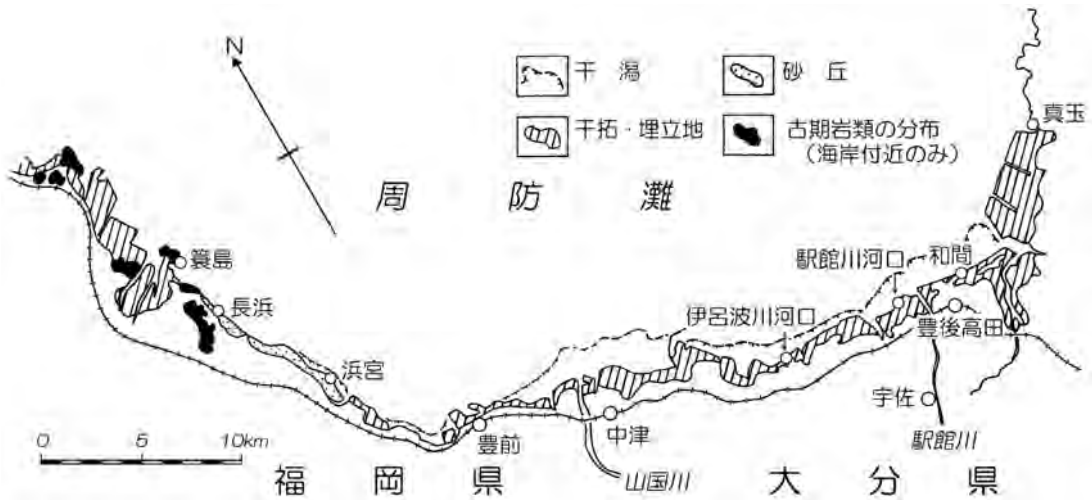 N
干潟
砂丘
干拓・埋立地
古期岩類の分布
(海岸付近のみ)
真玉
周防灘
簑島
長浜
浜宮
駅館川河口
和間
伊呂波川河口
豊後高田
宇佐
駅館川
豊前
中津
山国川
0 5 10km
福岡県
大分県